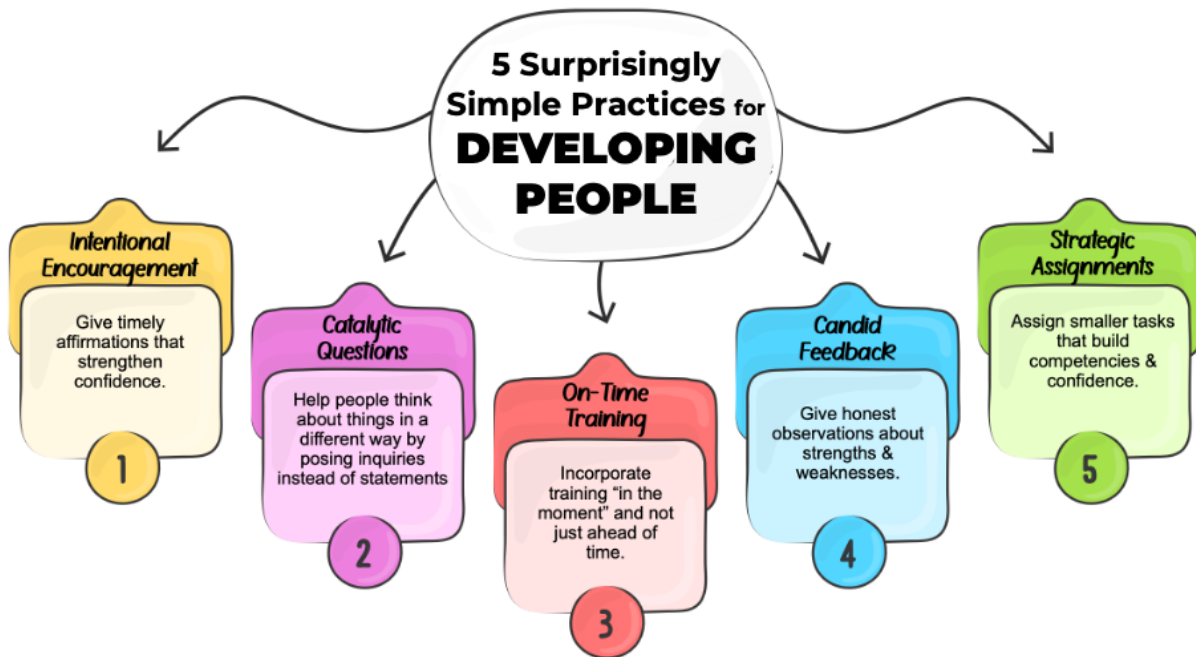 5 Surprisingly
Simple Practices for
DEVELOPING
PEOPLE
Intentional
Encouragement
Give timely
affirmations that
strengthen
confidence.
1
Catalytic
Questions
Help people think
about things in a
different way by
posing inquiries
instead of statements
2
On-Time
Training
Incorporate
training “in the
moment” and not
just ahead of
time.
3
Candid
Feedback
Give honest
observations about
strengths &
weaknesses.
4
Strategic
Assignments
Assign smaller tasks
that build
competencies &
confidence.
5